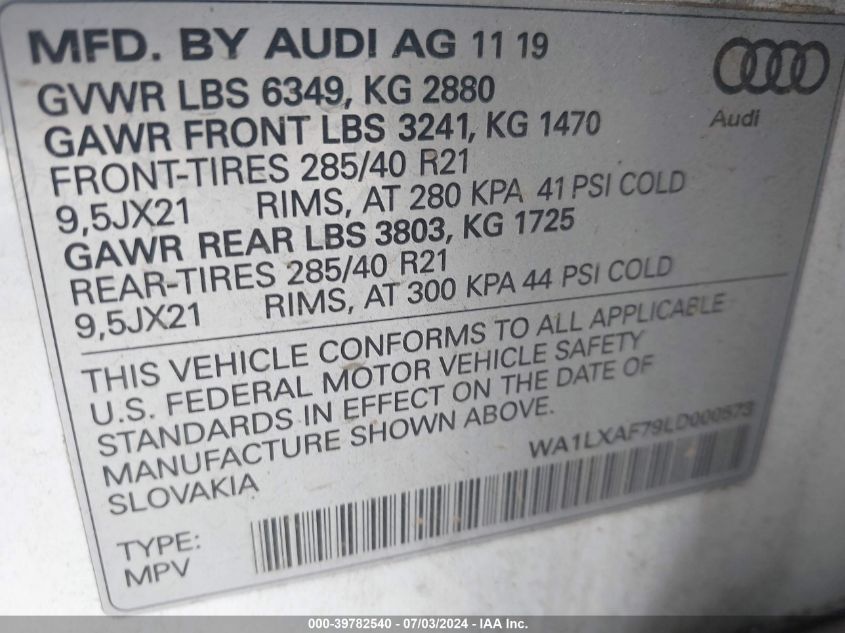 MFD. BY AUDI AG 11 19
GVWR LBS 6349, KG 2880
GAWR FRONT LBS 3241, KG 1470
FRONT-TIRES 285/40 R21
9,5JX21 RIMS, AT 280 KPA 41 PSI COLD
GAWR REAR LBS 3803, KG 1725
REAR-TIRES 285/40 R21
9,5JX21 RIMS, AT 300 KPA 44 PSI COLD
Audi
THIS VEHICLE CONFORMS TO ALL APPLICABLE
U.S. FEDERAL MOTOR VEHICLE SAFETY
STANDARDS IN EFFECT ON THE DATE OF
MANUFACTURE SHOWN ABOVE.
SLOVAKIA
WA1LXAF79LD000573
TYPE:
MPV
000-39782540 - 07/03/2024 - IAA Inc.